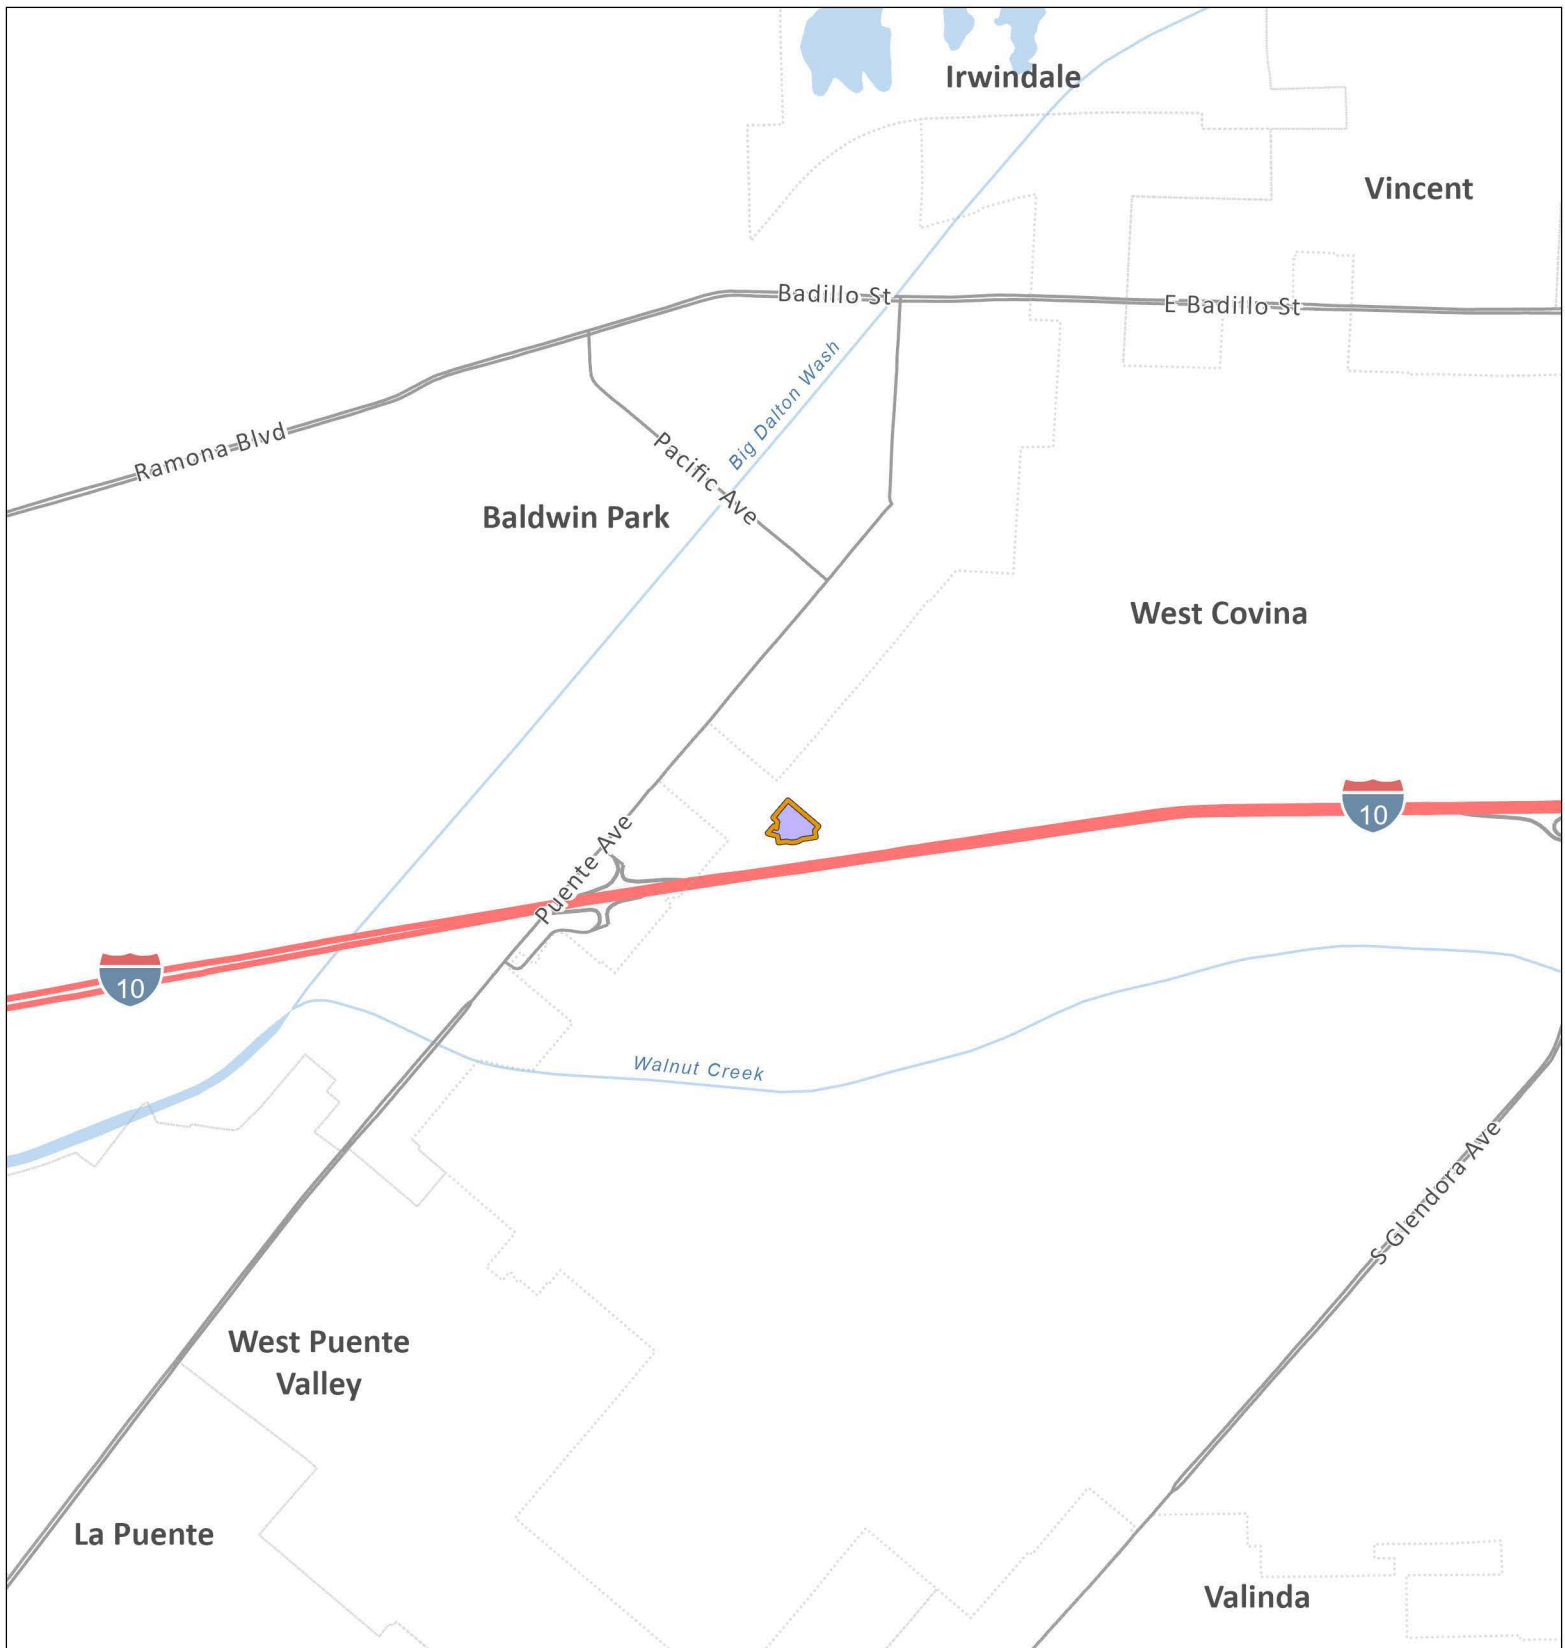 Irwindale
Vincent
Badillo St
E Badillo St
Big Dalton Wash
Ramona Blvd
Pacific Ave
Baldwin Park
West Covina
10
Puente Ave
10
Walnut Creek
S Glendora Ave
West Puente
Valley
La Puente
Valinda